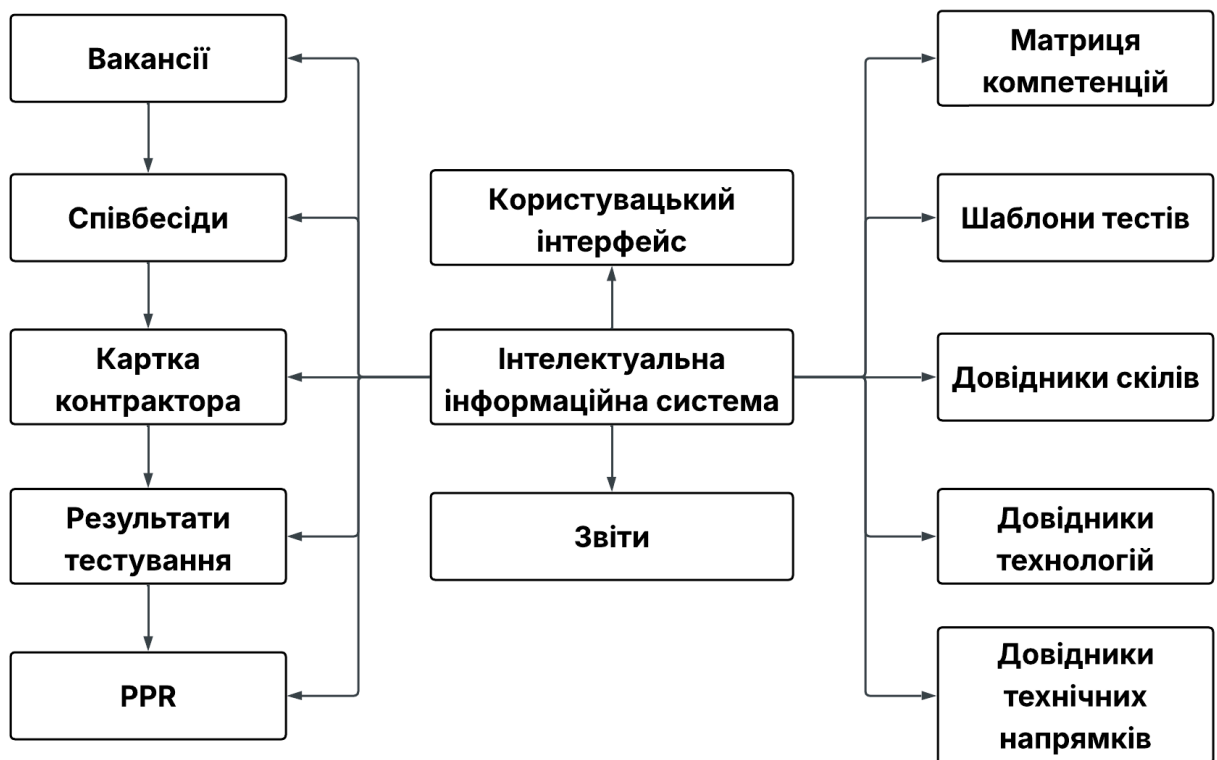 Вакансії
Співбесіди
Картка
контрактора
Результати
тестування
PPR
Користувацький
інтерфейс
Інтелектуальна
інформаційна система
Звіти
Матриця
компетенцій
Шаблони тестів
Довідники скілів
Довідники
технологій
Довідники
технічних
напрямків